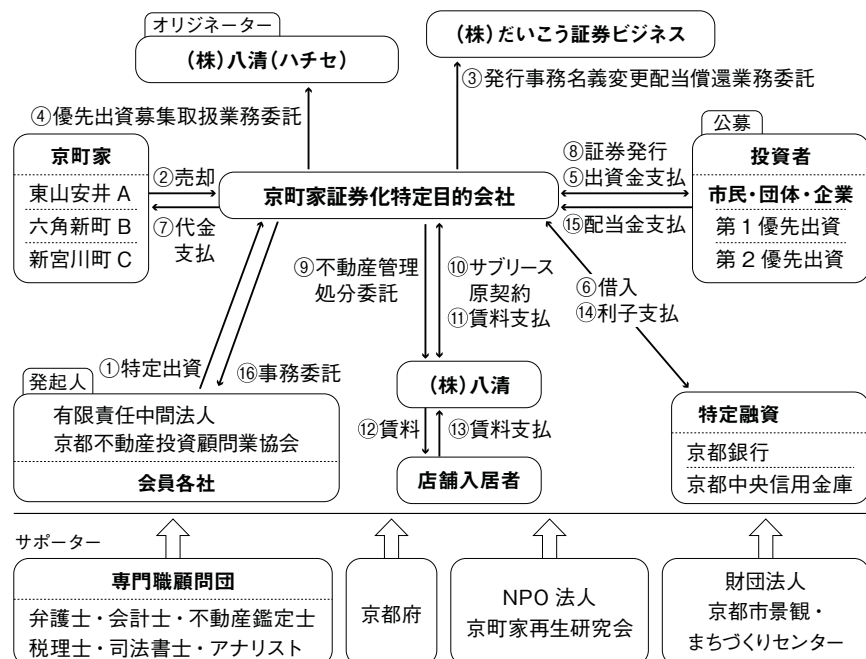 オリジネーター
(株)八清(ハチセ)
(株)だいこう証券ビジネス
③発行事務名義変更配当償還業務委託
④優先出資募集取扱業務委託
京町家
東山安井 A
六角新町 B
新宮川町 C
②売却
⑦代金
支払
京町家証券化特定目的会社
⑧証券発行
⑤出資金支払
⑮配当金支払
公募
投資者
市民・団体・企業
第 1 優先出資
第 2 優先出資
⑨不動産管理
処分委託
⑩サブリース
原契約
⑪賃料支払
⑥借入
⑭利子支払
①特定出資
⑯事務委託
発起人
有限責任中間法人
京都不動産投資顧問業協会
会員各社
(株)八清
⑫賃料
⑬賃料支払
店舗入居者
特定融資
京都銀行
京都中央信用金庫
サポーター
専門職顧問団
弁護士・会計士・不動産鑑定士
税理士・司法書士・アナリスト
京都府
NPO 法人
京町家再生研究会
財団法人
京都市景観・
まちづくりセンター